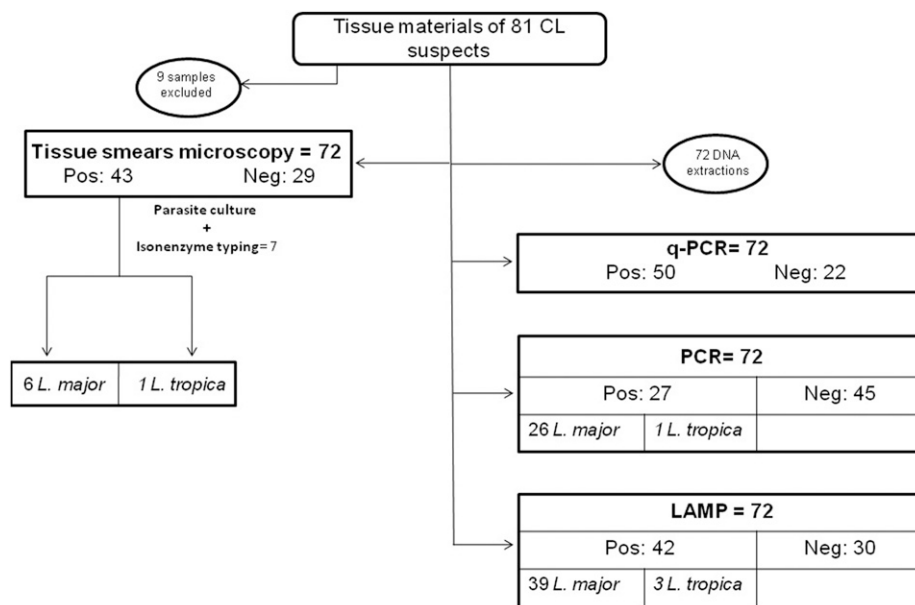 Tissue materials of 81 CL
suspects
9 samples
excluded
Tissue smears microscopy = 72
Pos: 43 Neg: 29
72 DNA
extractions
Parasite culture
+
Isonenzyme typing= 7
6 L. major 1 L. tropica
q-PCR= 72
Pos: 50 Neg: 22
PCR= 72
Pos: 27 Neg: 45
26 L. major 1 L. tropica
LAMP = 72
Pos: 42 Neg: 30
39 L. major 3 L. tropica